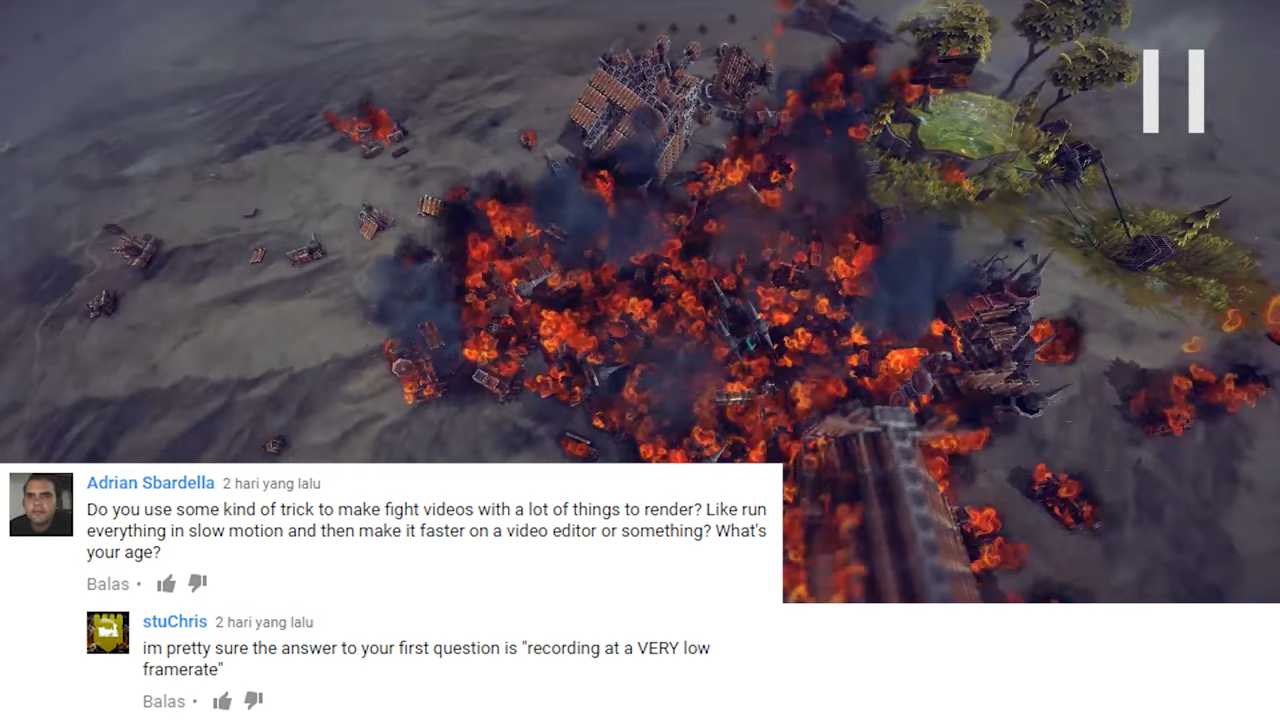 Adrian Sbardella 2 hari yang lalu
Do you use some kind of trick to make fight videos with a lot of things to render? Like run
everything in slow motion and then make it faster on a video editor or something? What's
your age?
Balas •
stuChris 2 hari yang lalu
im pretty sure the answer to your first question is "recording at a VERY low
framerate"
Balas •